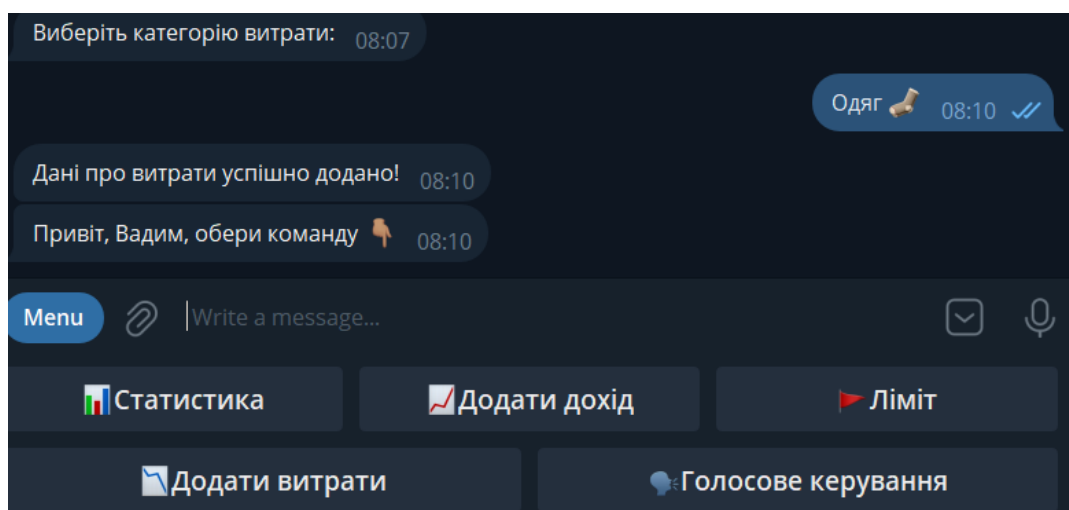 Виберіть категорію витрати: 08:07
Одяг 🧦 08:10
Дані про витрати успішно додано! 08:10
Привіт, Вадим, обери команду 👇🏽 08:10
Menu Write a message...
📊Статистика 📈Додати дохід 🚩Ліміт
📉Додати витрати 🗣Голосове керування